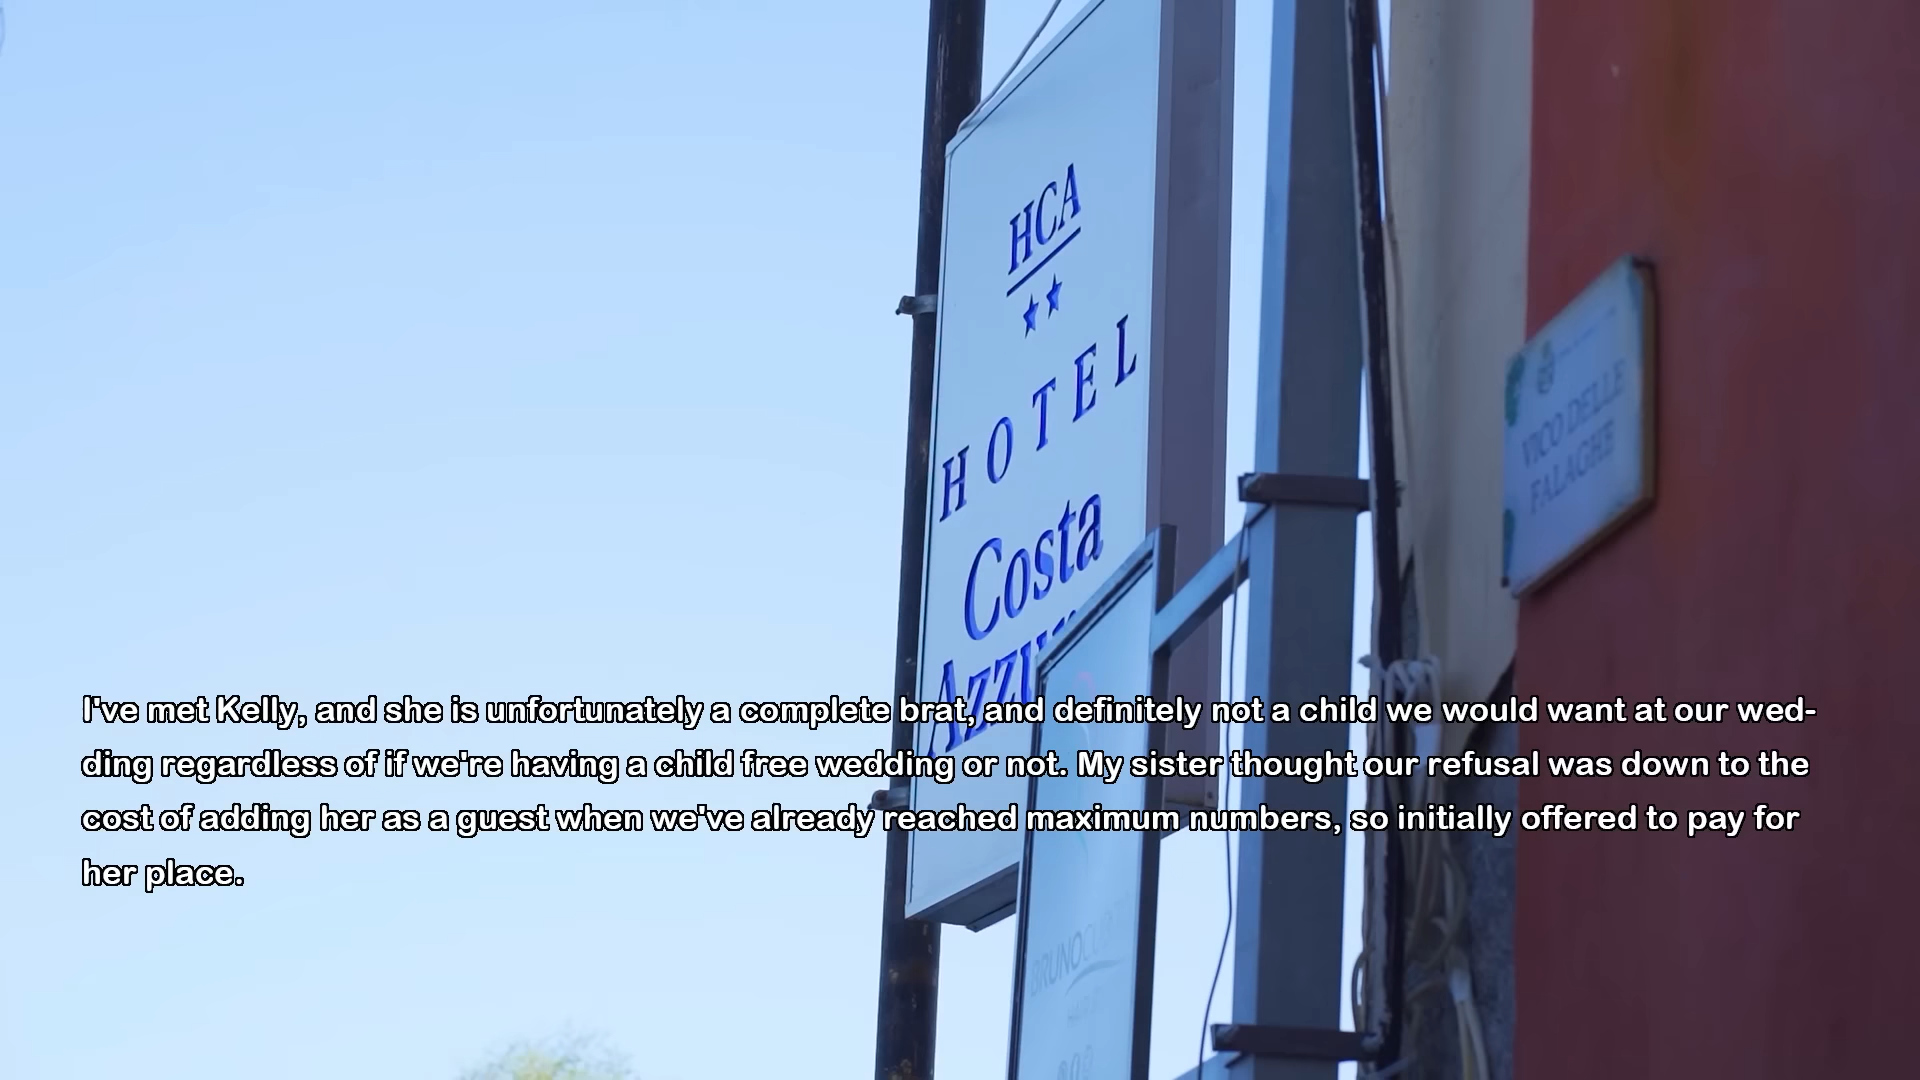 HCA
HOTEL
Costa
VICO DELLE
FALAGHE
I've met Kelly, and she is unfortunately a complete brat, and definitely not a child we would want at our wed-
ding regardless of if we're having a child free wedding or not. My sister thought our refusal was down to the
cost of adding her as a guest when we've already reached maximum numbers, so initially offered to pay for
her place.